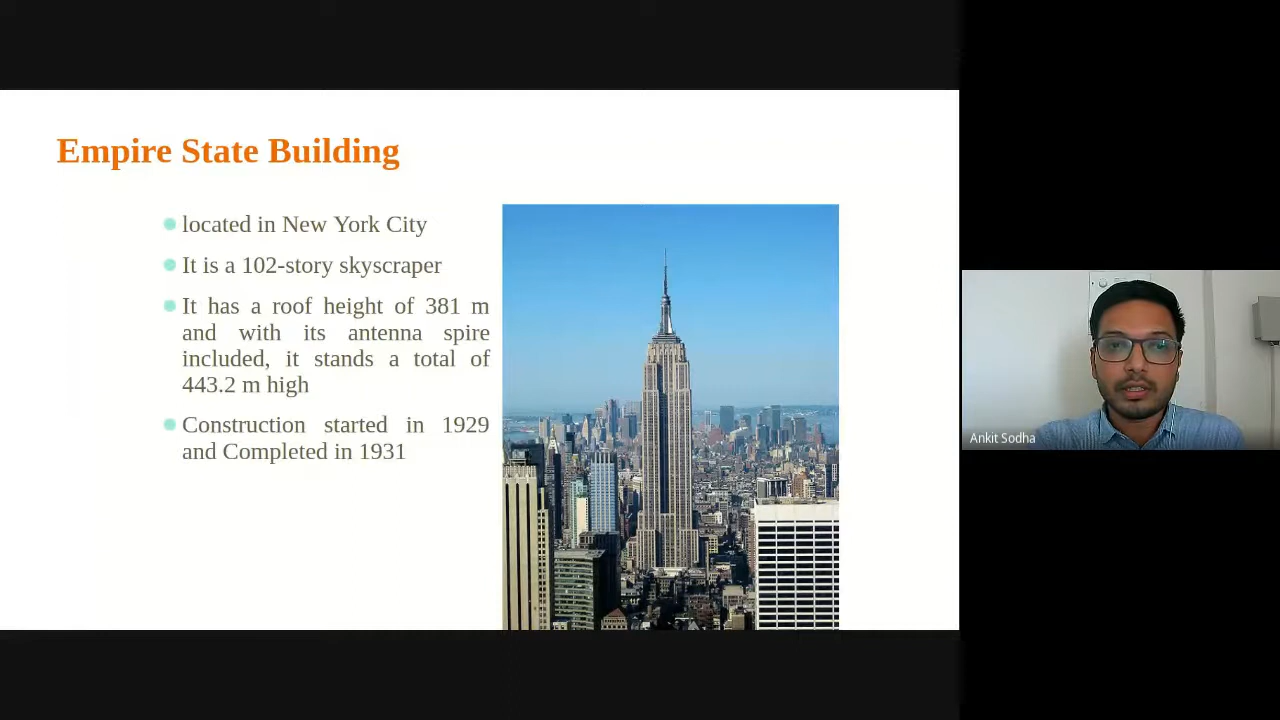 Empire State Building
located in New York City
It is a 102-story skyscraper
It has a roof height of 381 m
and with its antenna spire
included, it stands a total of
443.2 m high
Construction started in 1929
and Completed in 1931
Ankit Sodha